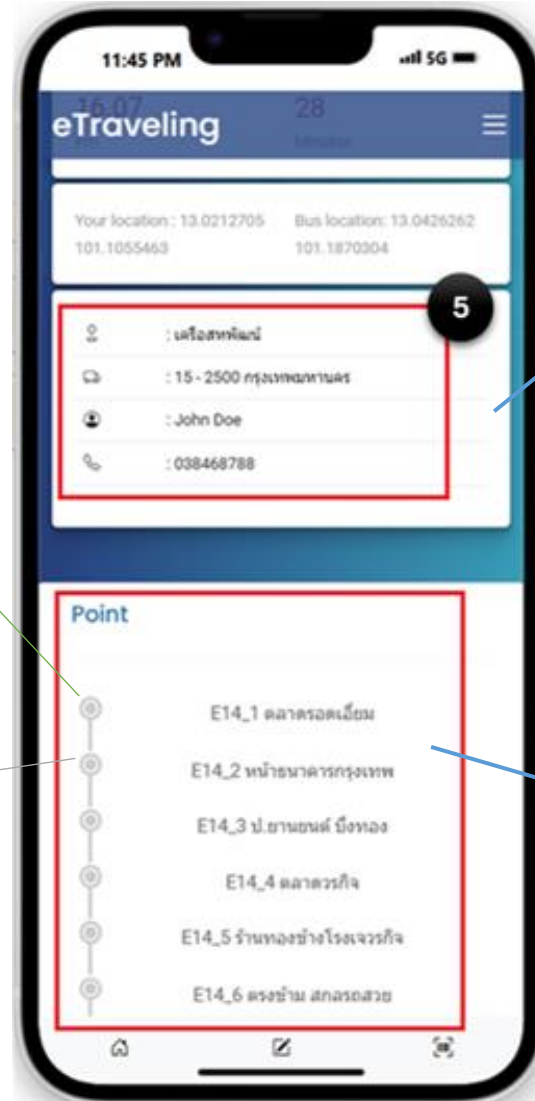 11:45 PM
5G
16.07
28
eTraveling
Minutes
Your location : 13.0212705
101.1055463
Bus location: 13.0426262
101.1870304
5
: เครือสหพัฒน์
: 15 - 2500 กรุงเทพมหานคร
: John Doe
: 038468788
Point
E14_1 ตลาดรอดเอี่ยม
E14_2 หน้าธนาคารกรุงเทพ
E14_3 ป.ยานยนต์ บึงทอง
E14_4 ตลาดวรกิจ
E14_5 ร้านทองช้างโรงเจวรกิจ
E14_6 ตรงข้าม สกลรถสวย